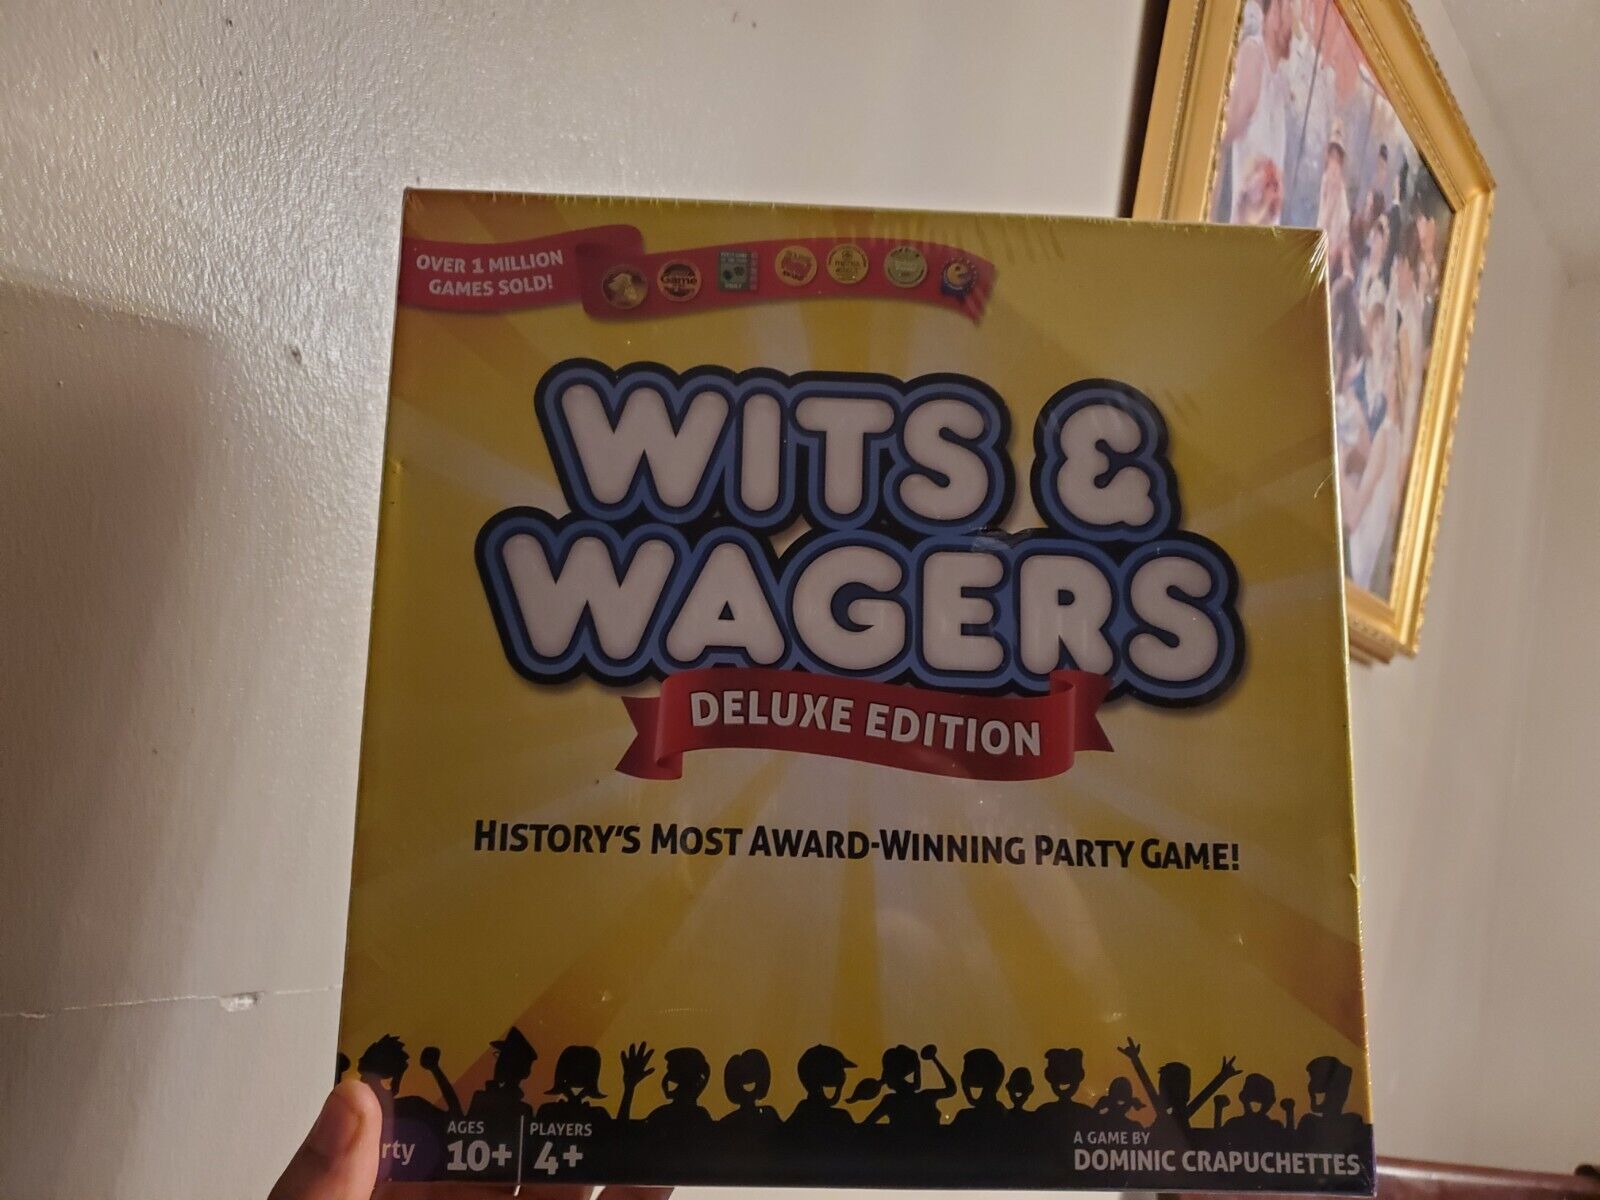 OVER 1 MILLION
GAMES SOLD!
Game
WITS &
WAGERS
DELUXE EDITION
HISTORY'S MOST AWARD-WINNING PARTY GAME!
rty
AGES
10+
PLAYERS
4+
A GAME BY
DOMINIC CRAPUCHETTES